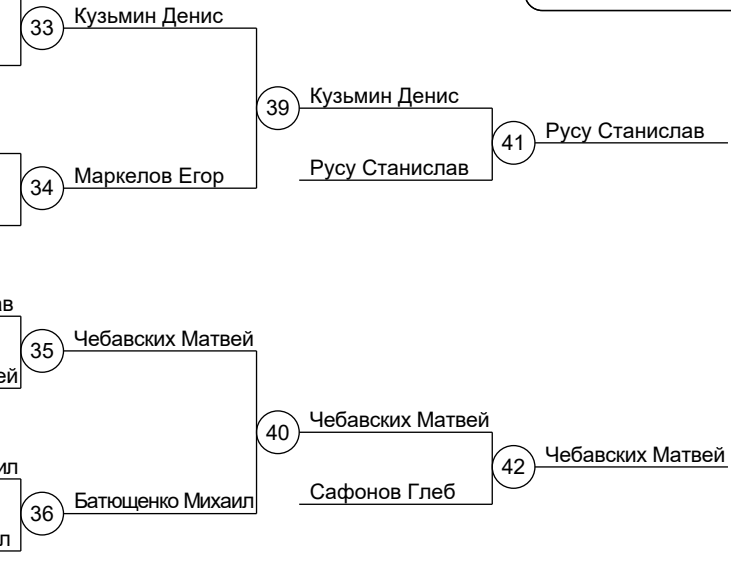 33 Кузьмин Денис
39 Кузьмин Денис
41 Русу Станислав
Русу Станислав
34 Маркелов Егор
35 Чебавских Матвей
40 Чебавских Матвей
42 Чебавских Матвей
Сафонов Глеб
36 Батющенко Михаил